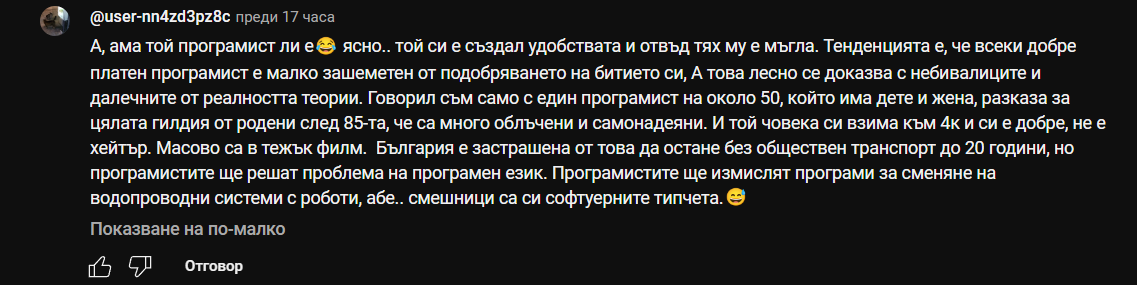 @user-nn4zd3pz8c преди 17 часа
А, ама той програмист ли е😂 ясно.. той си е създал удобствата и отвъд тях му е мъгла. Тенденцията е, че всеки добре
платен програмист е малко зашеметен от подобряването на битието си, А това лесно се доказва с небивалиците и
далечните от реалността теории. Говорил съм само с един програмист на около 50, който има дете и жена, разказа за
цялата гилдия от родени след 85-та, че са много облъчени и самонадеяни. И той човека си взима към 4к и си е добре, не е
хейтър. Масово са в тежък филм. България е застрашена от това да остане без обществен транспорт до 20 години, но
програмистите ще решат проблема на програмен език. Програмистите ще измислят програми за сменяне на
водопроводни системи с роботи, абе.. смешници са си софтуерните типчета.😅
Показване на по-малко
Отговор